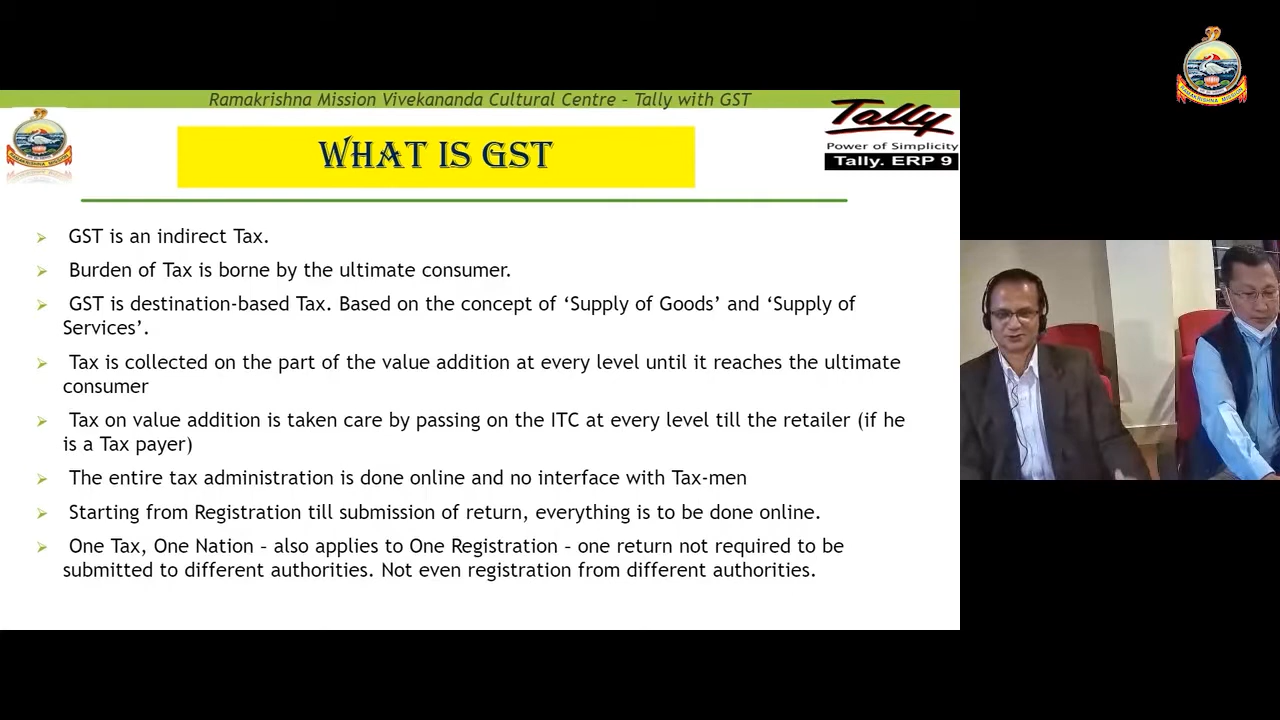 Ramakrishna Mission Vivekananda Cultural Centre – Tally with GST
Tally
Power of Simplicity
Tally. ERP 9
WHAT IS GST
GST is an indirect Tax.
Burden of Tax is borne by the ultimate consumer.
GST is destination-based Tax. Based on the concept of ‘Supply of Goods’ and ‘Supply of
Services’.
Tax is collected on the part of the value addition at every level until it reaches the ultimate
consumer
Tax on value addition is taken care by passing on the ITC at every level till the retailer (if he
is a Tax payer)
The entire tax administration is done online and no interface with Tax-men
Starting from Registration till submission of return, everything is to be done online.
One Tax, One Nation – also applies to One Registration – one return not required to be
submitted to different authorities. Not even registration from different authorities.
RAMAKRISHNA MISSION